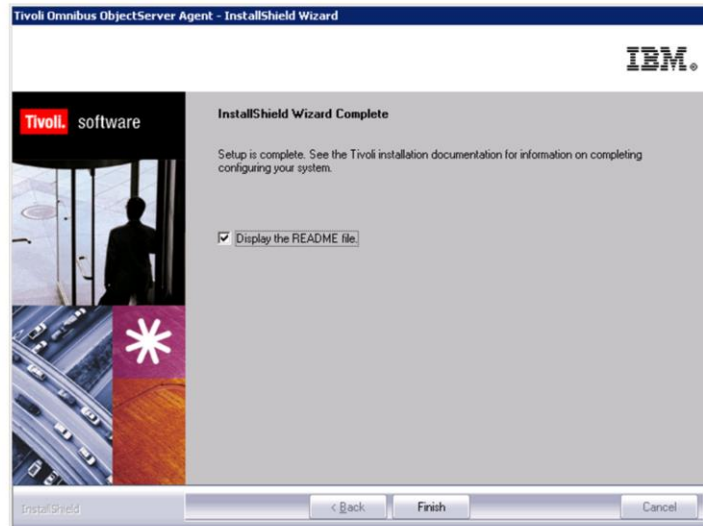 Tivoli Omnibus ObjectServer Agent - InstallShield Wizard
IBM®
Tivoli. software
InstallShield Wizard Complete
Setup is complete. See the Tivoli installation documentation for information on completing
configuring your system.
Display the README file.
InstallShield
< Back Finish Cancel